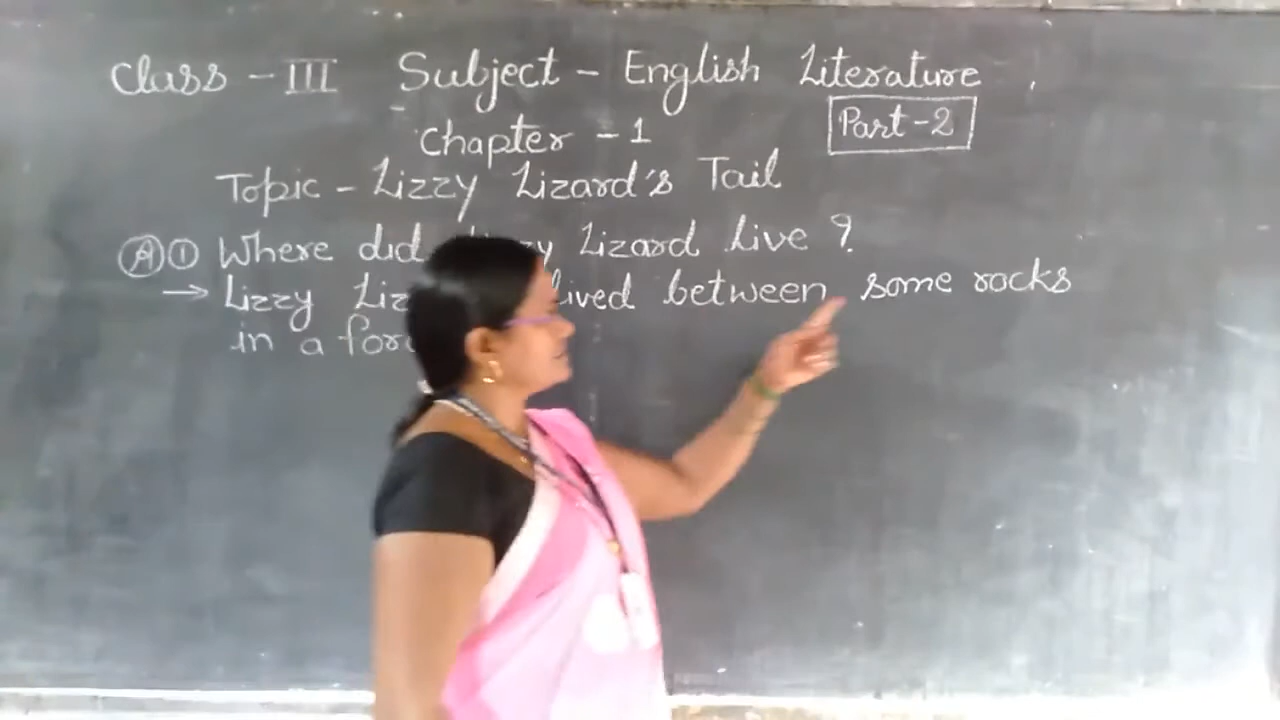 Class - III Subject - English Literature
Chapter - 1
Part - 2
Topic - Lizzy Lizard's Tail
A 1 Where did Lizard live ?
→ Lizzy lived between some rocks
in a